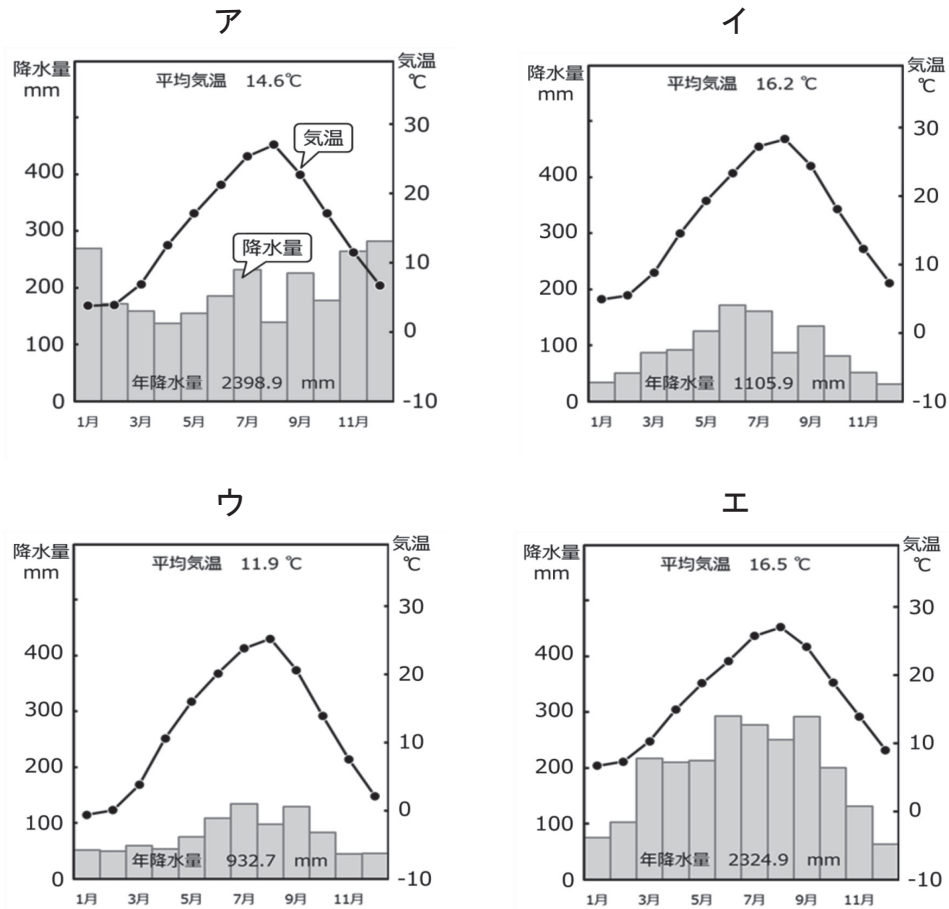 ア
降水量
mm
平均気温 14.6℃
気温
℃
気温
降水量
400
300
200
100
0
30
20
10
0
-10
年降水量 2398.9 mm
1月 3月 5月 7月 9月 11月
イ
降水量
mm
平均気温 16.2 ℃
気温
℃
400
300
200
100
0
30
20
10
0
-10
年降水量 1105.9 mm
1月 3月 5月 7月 9月 11月
ウ
降水量
mm
平均気温 11.9 ℃
気温
℃
400
300
200
100
0
30
20
10
0
-10
年降水量 932.7 mm
1月 3月 5月 7月 9月 11月
エ
降水量
mm
平均気温 16.5 ℃
気温
℃
400
300
200
100
0
30
20
10
0
-10
年降水量 2324.9 mm
1月 3月 5月 7月 9月 11月